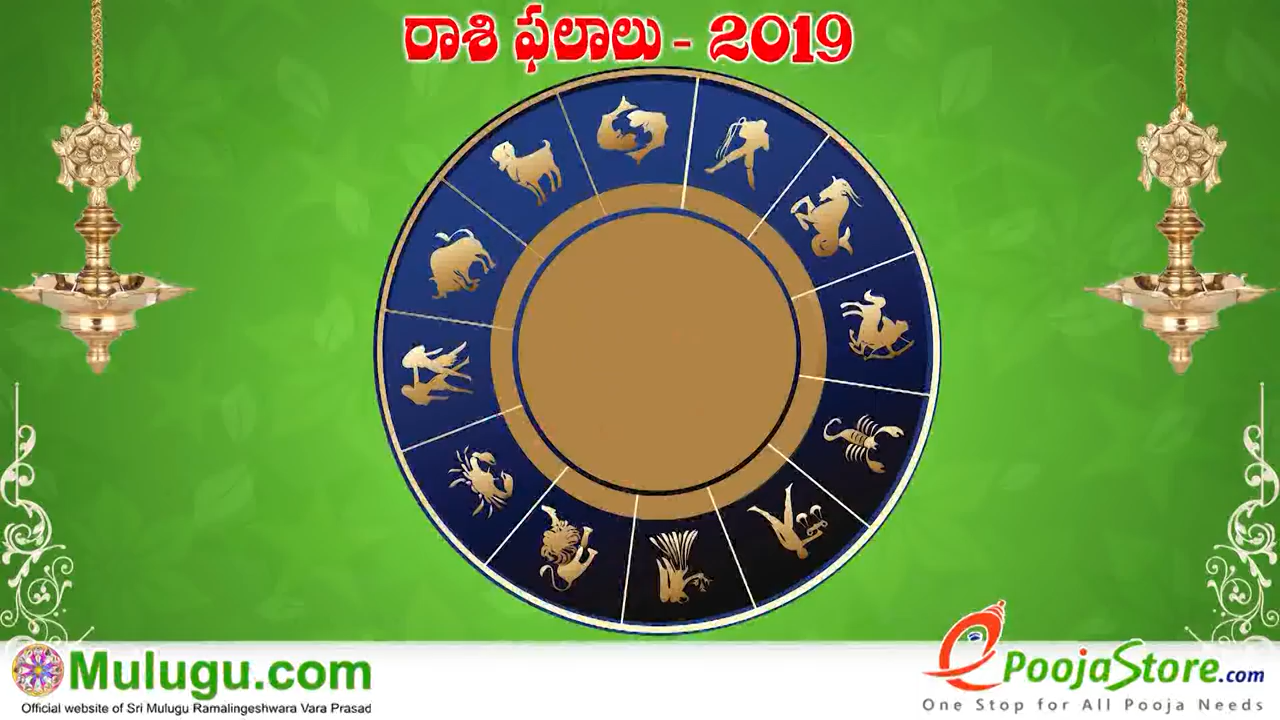 రాశి ఫలాలు - 2019
Mulugu.com
Official website of Sri Mulugu Ramalingeshwara Vara Prasad
ePoojaStore.com
One Stop for All Pooja Needs